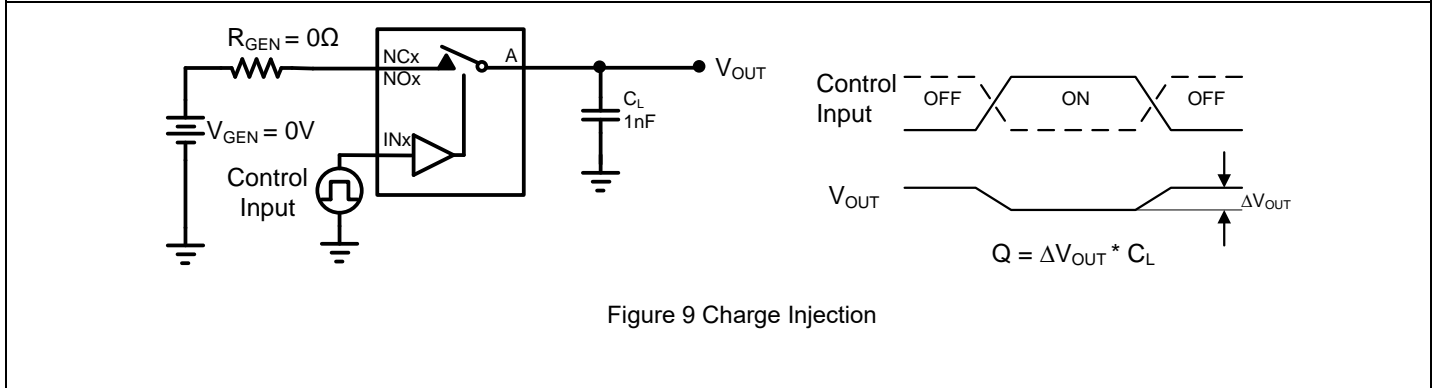 R_GEN = 0Ω
NCx
A
NOx
V_OUT
C_L
1nF
V_GEN = 0V
INx
Control
Input
Control
Input
OFF
ON
OFF
V_OUT
ΔV_OUT
Q = ΔV_OUT * C_L
Figure 9 Charge Injection